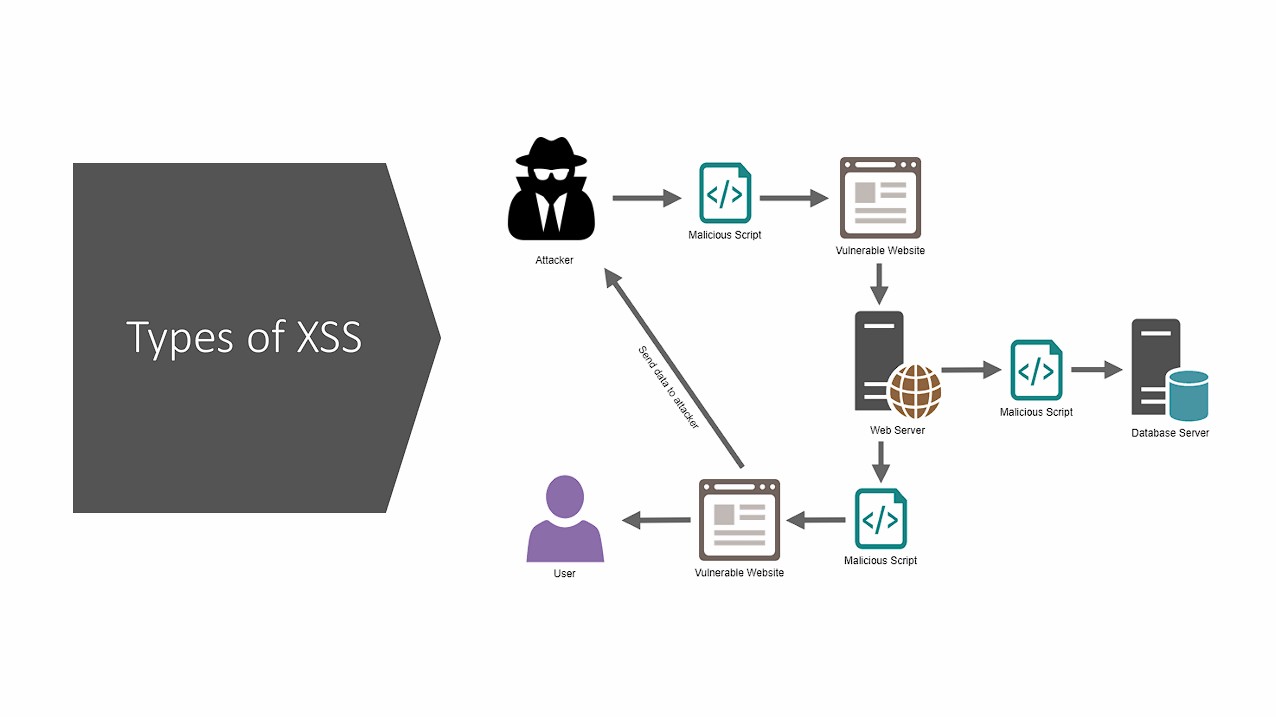 Types of XSS
Attacker
Malicious Script
Vulnerable Website
Web Server
Malicious Script
Database Server
Send data to attacker
User
Vulnerable Website
Malicious Script